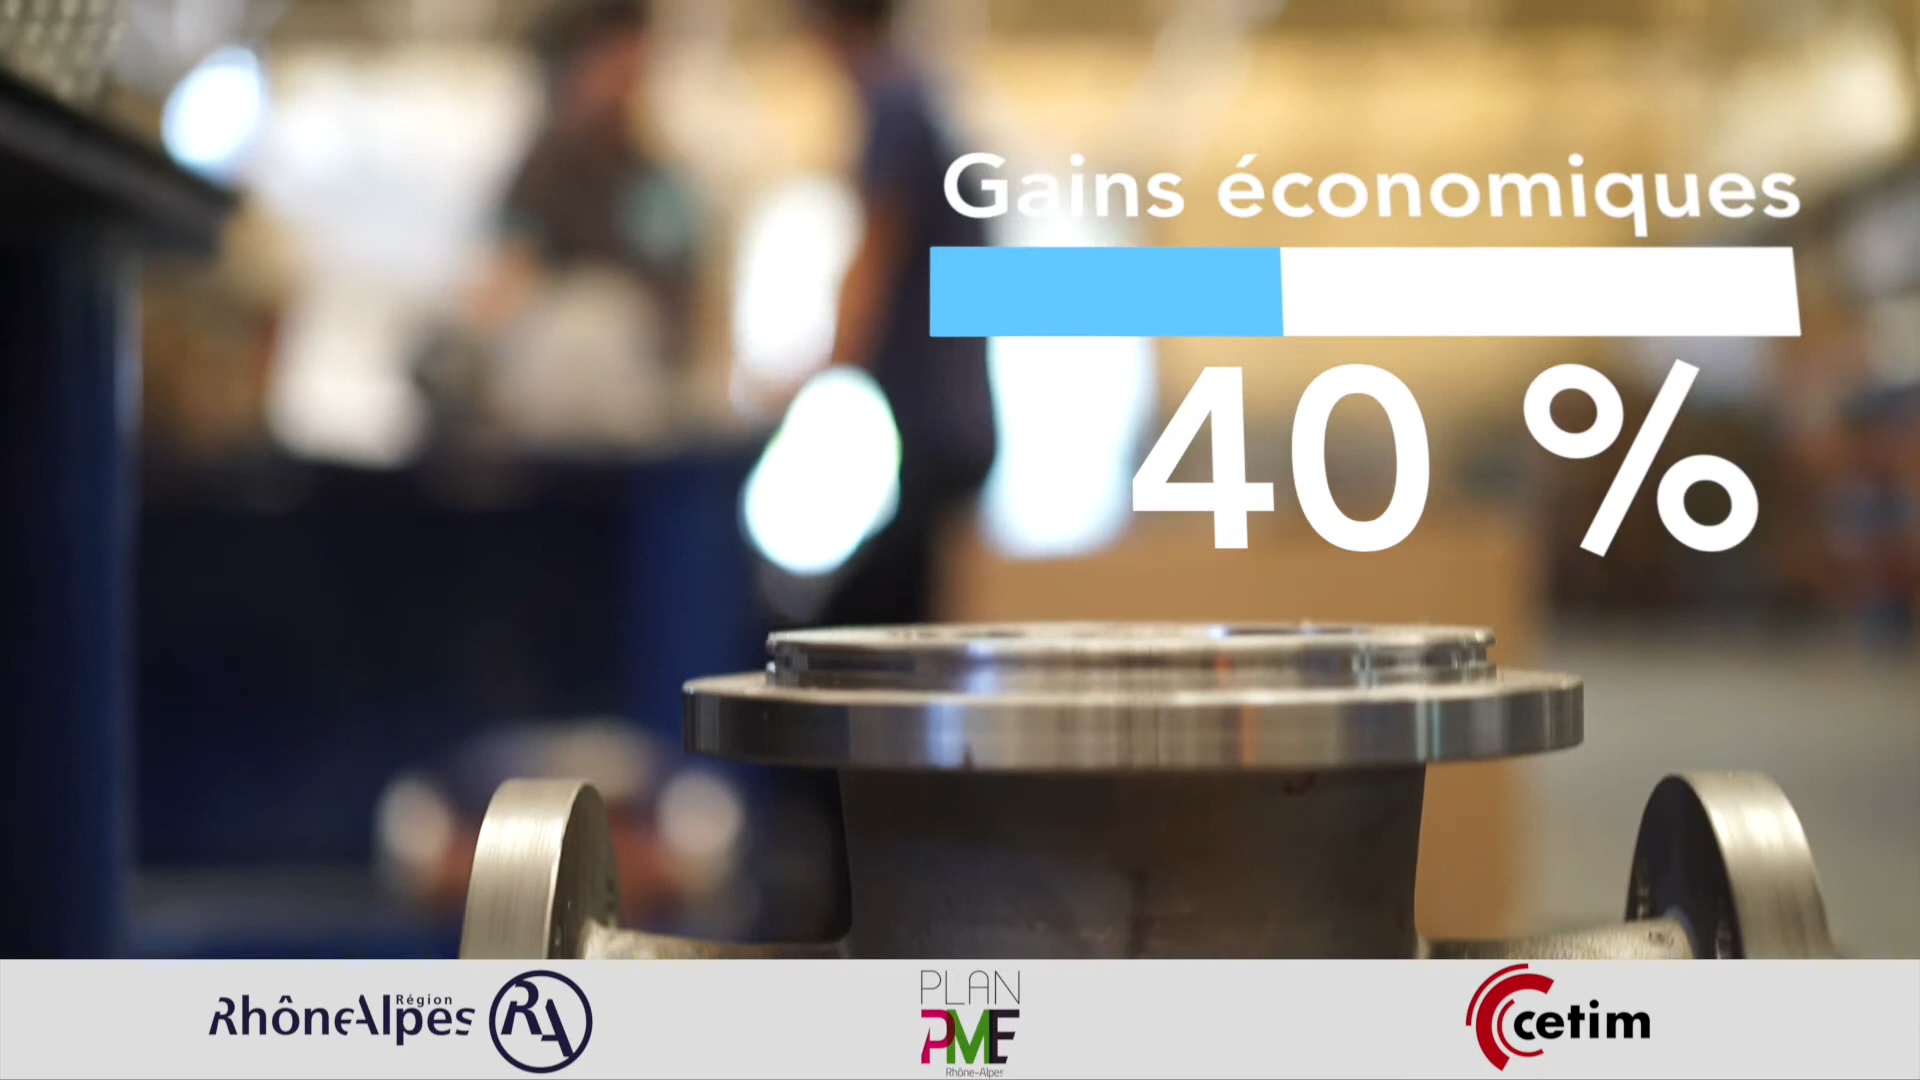 Gains économiques
40 %
RhôneAlpes Région
RA
PLAN
PME
Rhône-Alpes
cetim